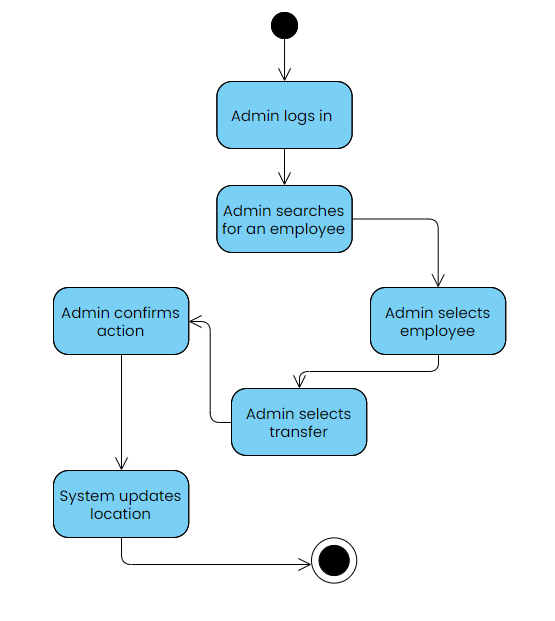 Admin logs in
Admin searches
for an employee
Admin selects
employee
Admin selects
transfer
Admin confirms
action
System updates
location